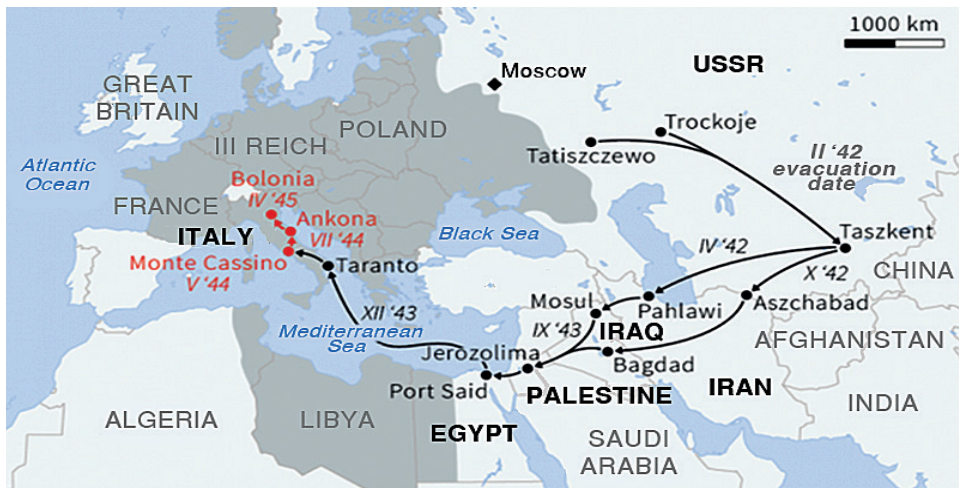 1000 km
GREAT
BRITAIN
Moscow
USSR
POLAND
Trockoje
III REICH
Tatiszczewo
Atlantic
Ocean
II ‘42
evacuation
date
Bolonia
IV ‘45
FRANCE
Ankona
VII ‘44
ITALY
Black Sea
Taszkent
IV ‘42
Monte Cassino
V ‘44
Taranto
X ‘42
CHINA
Mosul
Pahlawi
Aszchabad
XII ‘43
IX ‘43
IRAQ
Mediterranean
Sea
AFGHANISTAN
Jerozolima
Bagdad
Port Said
PALESTINE
IRAN
INDIA
ALGERIA
LIBYA
EGYPT
SAUDI
ARABIA